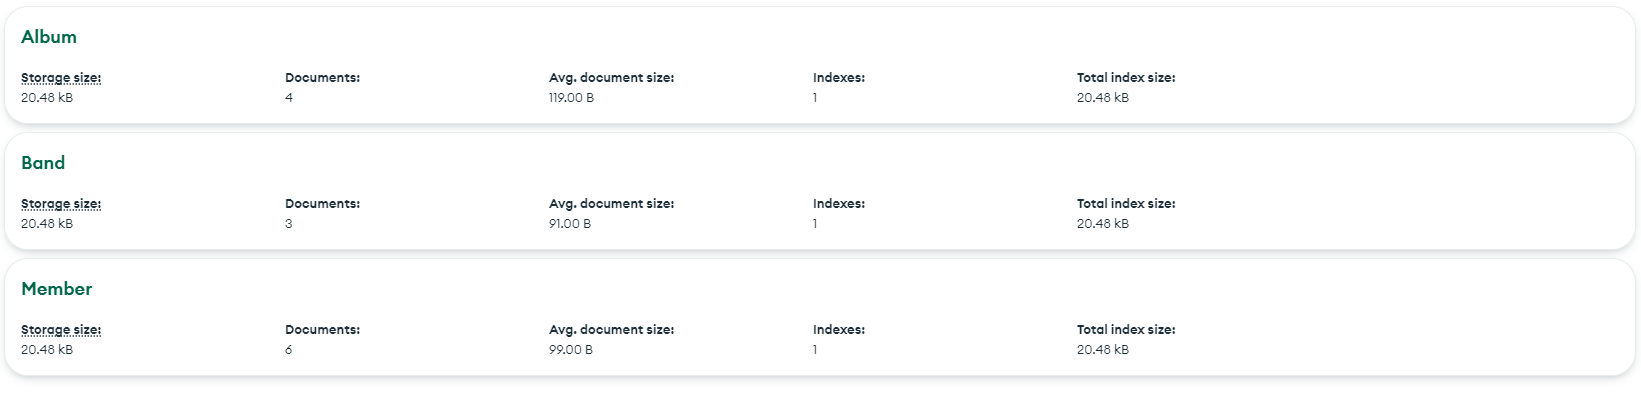 Album
Storage size: Documents: Avg. document size: Indexes: Total index size:
20.48 kB 4 119.00 B 1 20.48 kB
Band
Storage size: Documents: Avg. document size: Indexes: Total index size:
20.48 kB 3 91.00 B 1 20.48 kB
Member
Storage size: Documents: Avg. document size: Indexes: Total index size:
20.48 kB 6 99.00 B 1 20.48 kB